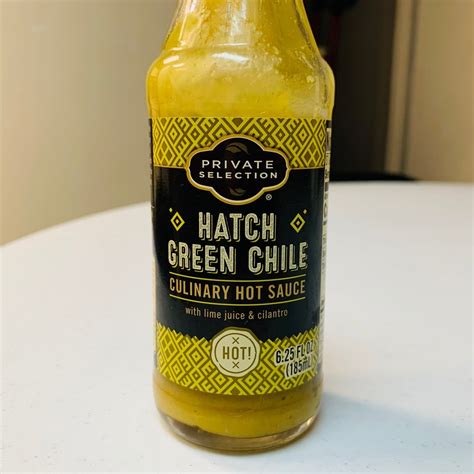 PRIVATE
SELECTION
®
HATCH
GREEN CHILE
CULINARY HOT SAUCE
with lime juice & cilantro
HOT!
6.25 FL OZ
(185mL)